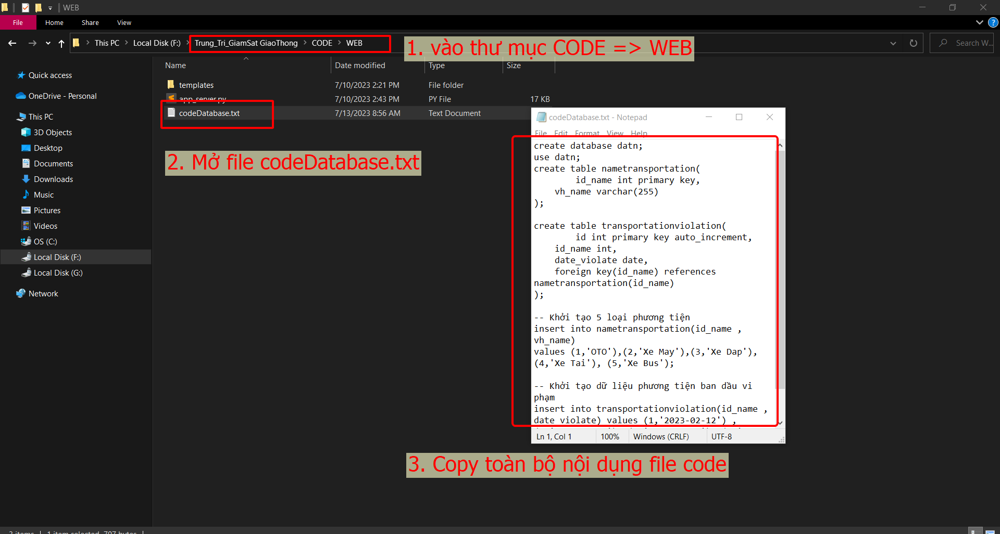 WEB
File
Home
Share
View
This PC
Local Disk (F:)
Trung_Tri_GiamSat GiaoThong
CODE
WEB
Search W...
1. vào thư mục CODE => WEB
Name
Date modified
Type
Size
templates
7/10/2023 2:21 PM
File folder
app_server.py
7/10/2023 2:43 PM
PY File
17 KB
codeDatabase.txt
7/13/2023 8:56 AM
Text Document
Quick access
OneDrive - Personal
This PC
3D Objects
Desktop
Documents
Downloads
Music
Pictures
Videos
OS (C:)
Local Disk (F:)
Local Disk (G:)
Network
2. Mở file codeDatabase.txt
codeDatabase.txt - Notepad
File Edit Format View Help
create database datn;
use datn;
create table nametransportation(
id_name int primary key,
vh_name varchar(255)
);
create table transportationviolation(
id int primary key auto_increment,
id_name int,
date_violate date,
foreign key(id_name) references
nametransportation(id_name)
);
-- Khởi tạo 5 loại phương tiện
insert into nametransportation(id_name ,
vh_name)
values (1,'OTO'),(2,'Xe May'),(3,'Xe Dap'),
(4,'Xe Tai'), (5,'Xe Bus');
-- Khởi tạo dữ liệu phương tiện ban dầu vi
phạm
insert into transportationviolation(id_name ,
date_violate) values (1,'2023-02-12') ,
Ln 1, Col 1
100%
Windows (CRLF)
UTF-8
3. Copy toàn bộ nội dụng file code
3 items
1 item selected 707 bytes